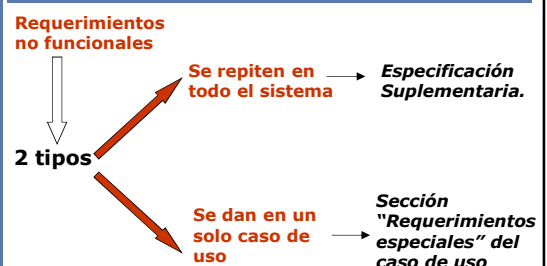 Requerimientos
no funcionales
Se repiten en
todo el sistema
Especificación
Suplementaria.
2 tipos
Se dan en un
solo caso de
uso
Sección
“Requerimientos
especiales” del
caso de uso